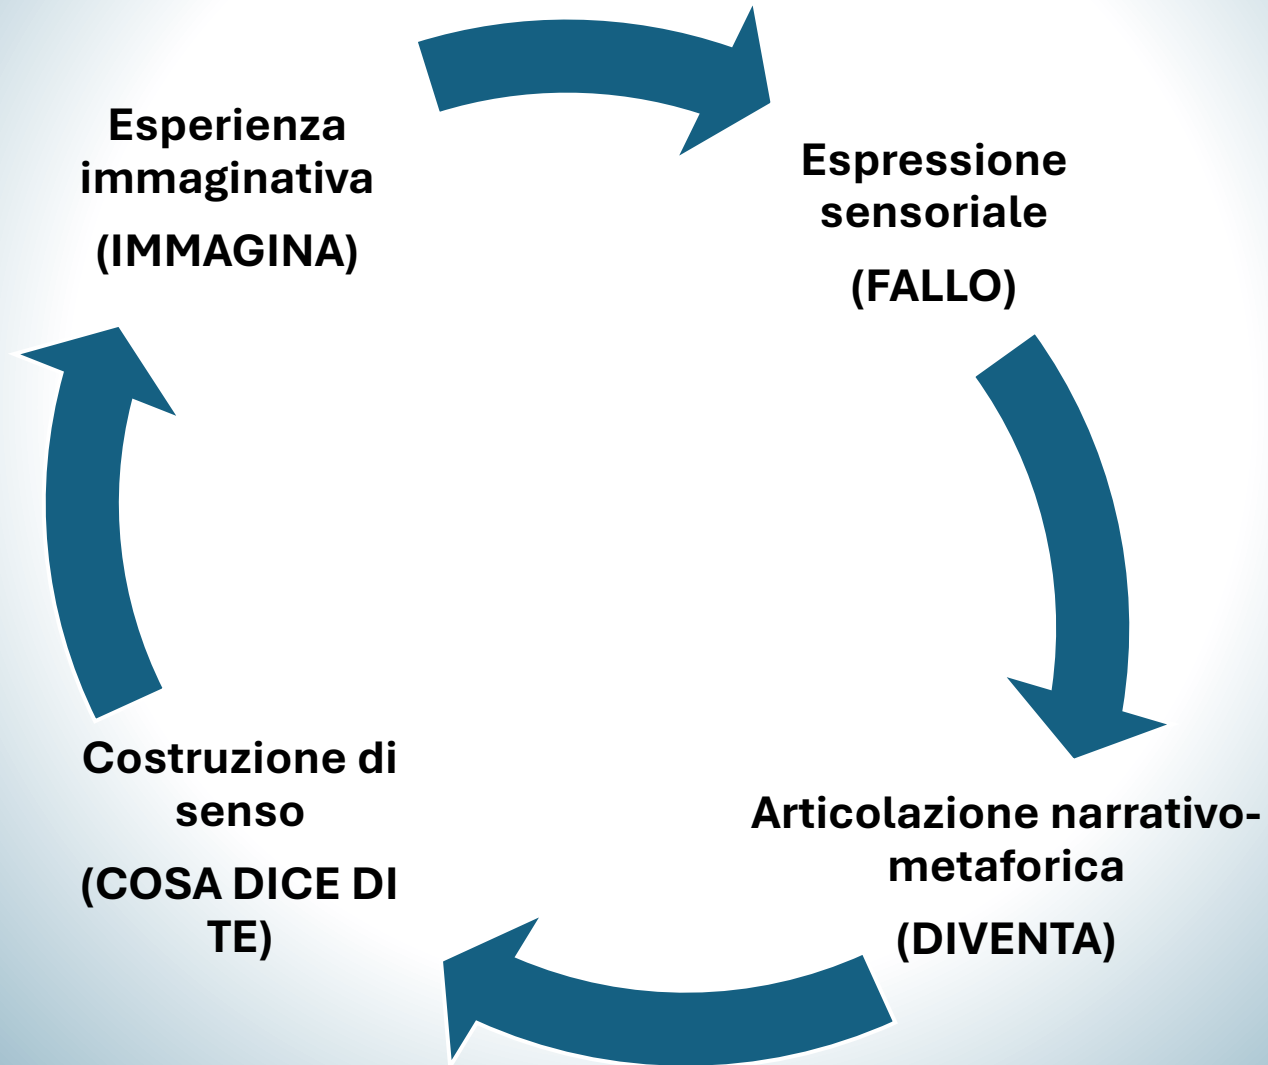 Esperienza
immaginativa
(IMMAGINA)
Espressione
sensoriale
(FALLO)
Articolazione narrativo-
metaforica
(DIVENTA)
Costruzione di
senso
(COSA DICE DI
TE)